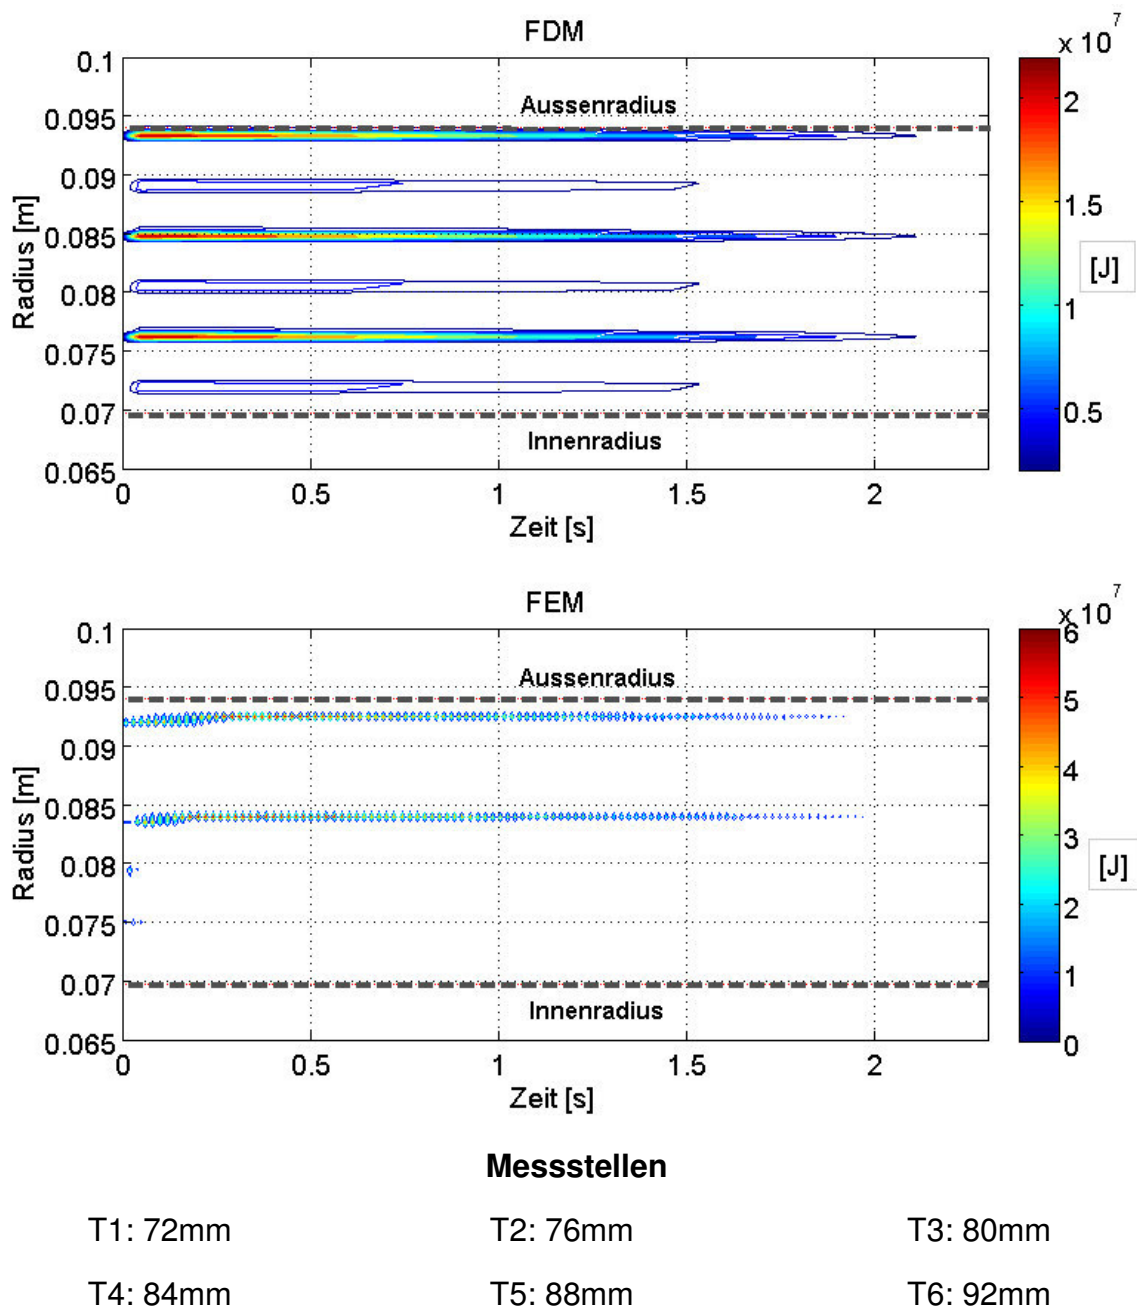 FDM
x 10
7
0.1
0.095
0.09
0.085
0.08
0.075
0.07
0.065
Radius [m]
Aussenradius
Innenradius
0
0.5
1
1.5
2
Zeit [s]
2
1.5
1
0.5
[J]
FEM
x 10
7
0.1
0.095
0.09
0.085
0.08
0.075
0.07
0.065
Radius [m]
Aussenradius
Innenradius
0
0.5
1
1.5
2
Zeit [s]
6
5
4
3
2
1
0
[J]
Messstellen
T1: 72mm T2: 76mm T3: 80mm
T4: 84mm T5: 88mm T6: 92mm